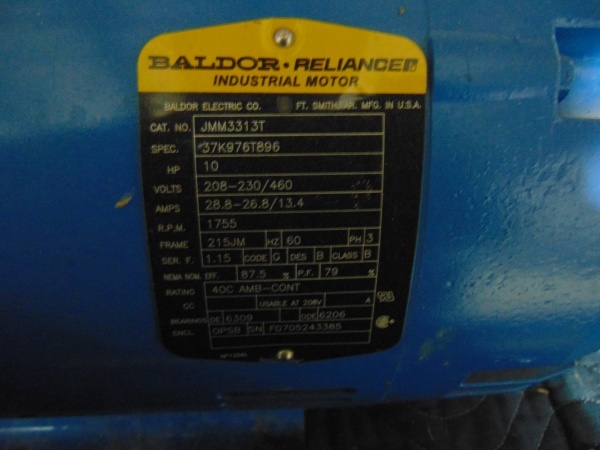 BALDOR · RELIANCE
INDUSTRIAL MOTOR
BALDOR ELECTRIC CO. FT. SMITH, AR. MFG. IN U.S.A.
CAT. NO. JMM3313T
SPEC. 37K976T896
HP 10
VOLTS 208-230/460
AMPS 28.8-26.8/13.4
R.P.M. 1755
FRAME 215JM HZ 60 PH 3
SER. F. 1.15 CODE G DES B CLASS B
NEMA NOM. EFF. 87.5 % P.F. 79 %
RATING 40C AMB-CONT
CC USABLE AT 208V A
BEARINGS DE 6309 ODE 6206
ENCL. OPSB SN F0705243385